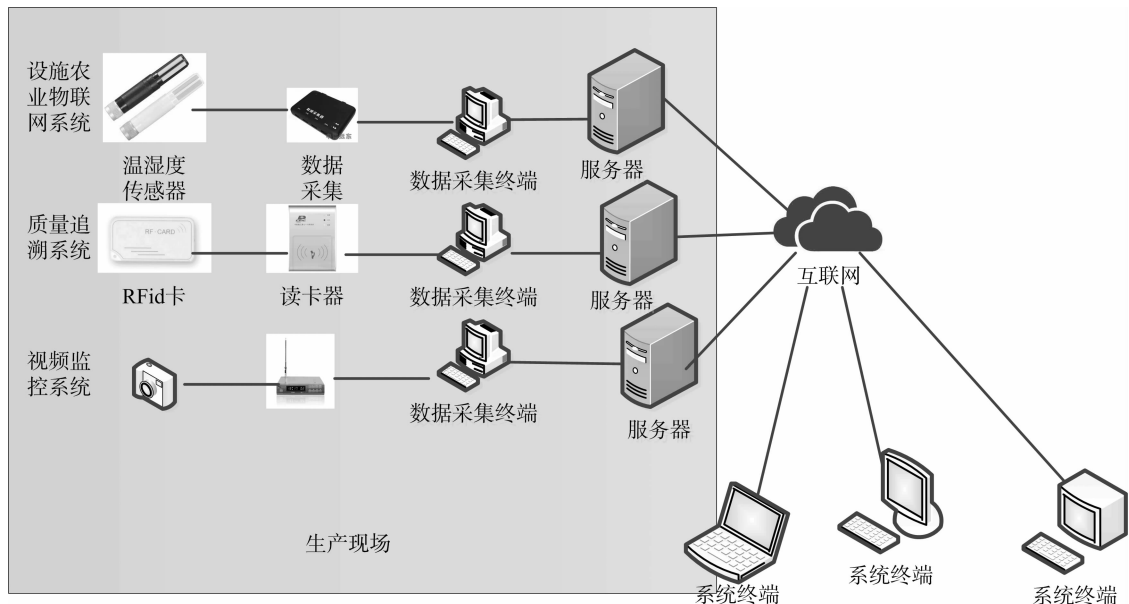 设施农
业物联
网系统
温湿度
传感器
数据
采集
数据采集终端
服务器
质量追
溯系统
RF-CARD
RFid卡
读卡器
数据采集终端
服务器
互联网
视频监
控系统
数据采集终端
服务器
生产现场
系统终端
系统终端
系统终端